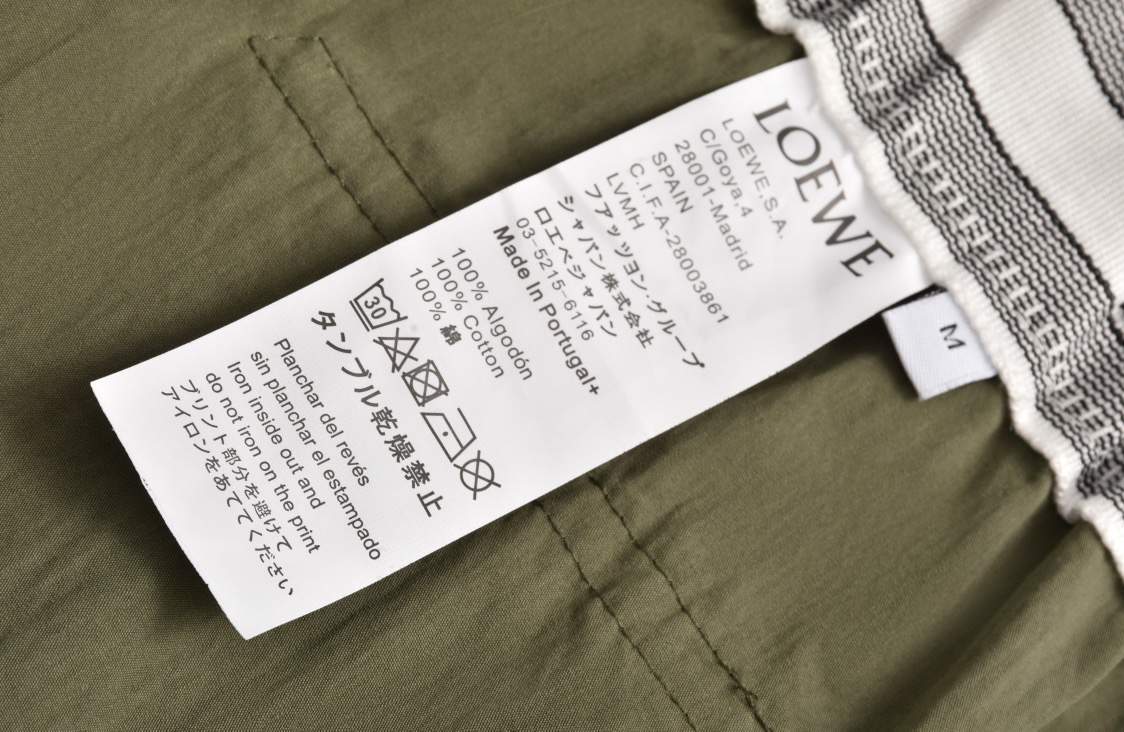 LOEWE
LOEWE.S.A.
C/Goya,4
28001-Madrid
SPAIN
C.I.F.A-28003861
LVMH
ファッツョン·グループ
シャパン株式会社
ロエベジャパン
03-5215-6116
Made In Portugal+
100% Algodón
100% Cotton
100% 綿
30
タンブル乾燥禁止
Planchar del revés
sin planchar el estampado
Iron inside out and
do not iron on the print
プリント部分を避けて
アイロンをあててください
M